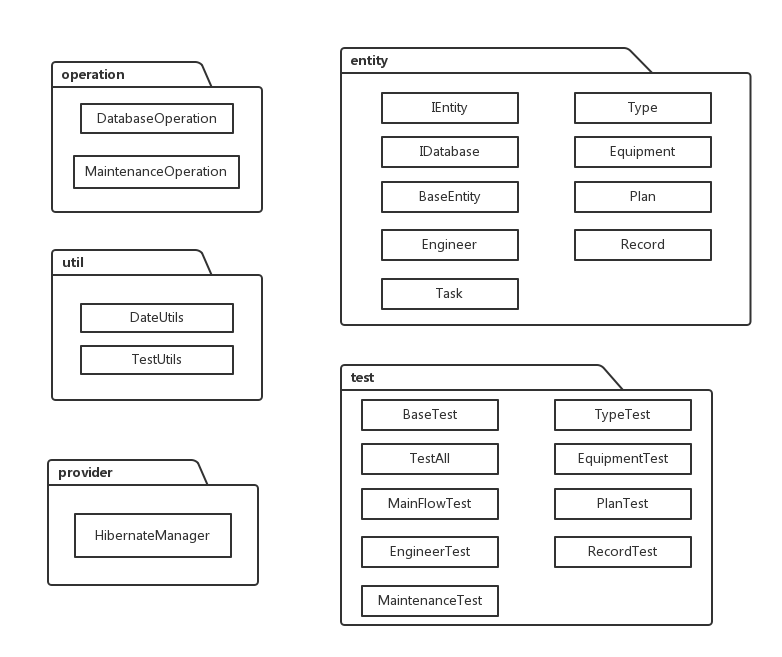 operation
DatabaseOperation
MaintenanceOperation
util
DateUtils
TestUtils
provider
HibernateManager
entity
IEntity
Type
IDatabase
Equipment
BaseEntity
Plan
Engineer
Record
Task
test
BaseTest
TypeTest
TestAll
EquipmentTest
MainFlowTest
PlanTest
EngineerTest
RecordTest
MaintenanceTest